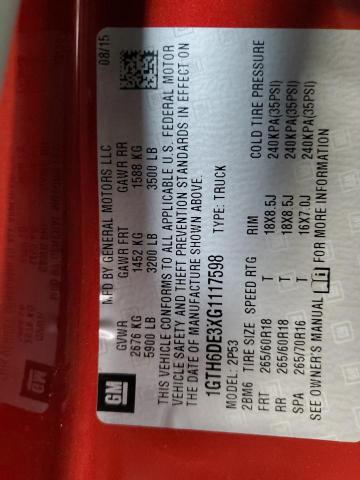 GM
MFD BY GENERAL MOTORS LLC 08/15
GVWR GAWR FRT GAWR RR
2676 KG 1452 KG 1588 KG
5900 LB 3200 LB 3500 LB
THIS VEHICLE CONFORMS TO ALL APPLICABLE U.S. FEDERAL MOTOR
VEHICLE SAFETY AND THEFT PREVENTION STANDARDS IN EFFECT ON
THE DATE OF MANUFACTURE SHOWN ABOVE.
1GTH6DE3XG1117598 TYPE: TRUCK
MODEL: 2P53
2BM6 TIRE SIZE SPEED RTG RIM COLD TIRE PRESSURE
FRT 265/60R18 T 18X8.5J 240KPA(35PSI)
RR 265/60R18 T 18X8.5J 240KPA(35PSI)
SPA 265/70R16 T 16X7.0J 240KPA(35PSI)
SEE OWNER'S MANUAL FOR MORE INFORMATION